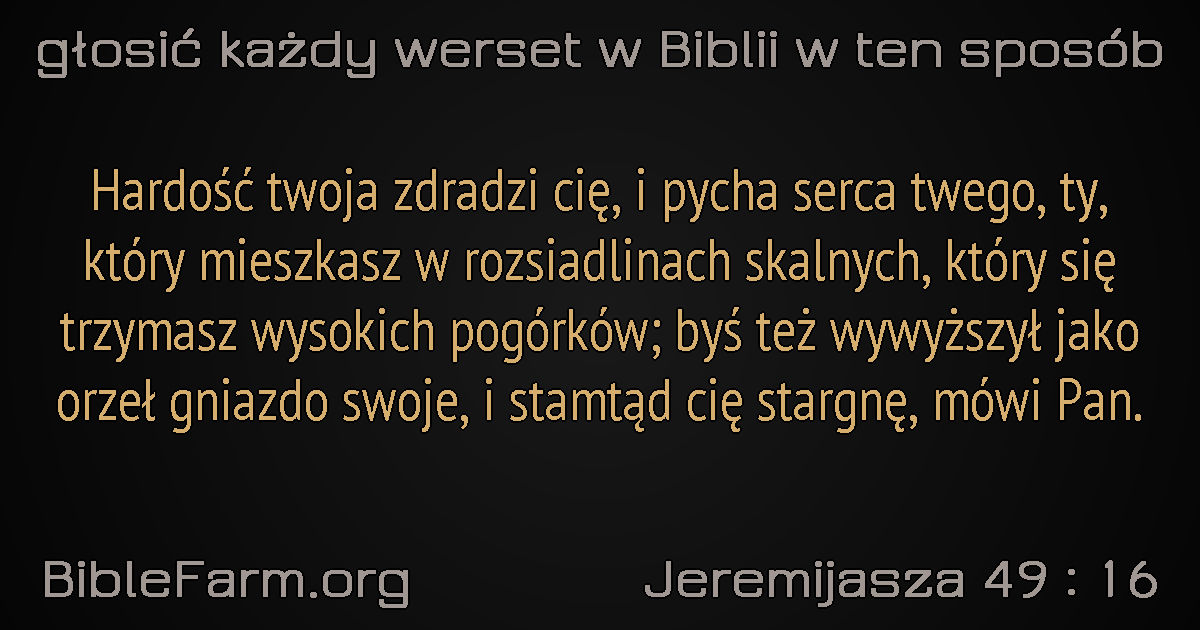 głosić każdy werset w Biblii w ten sposób
Hardość twoja zdradzi cię, i pycha serca twego, ty,
który mieszkasz w rozsiadlinach skalnych, który się
trzymasz wysokich pogórków; byś też wywyższył jako
orzeł gniazdo swoje, i stamtąd cię stargnę, mówi Pan.
BibleFarm.org
Jeremijasza 49 : 16